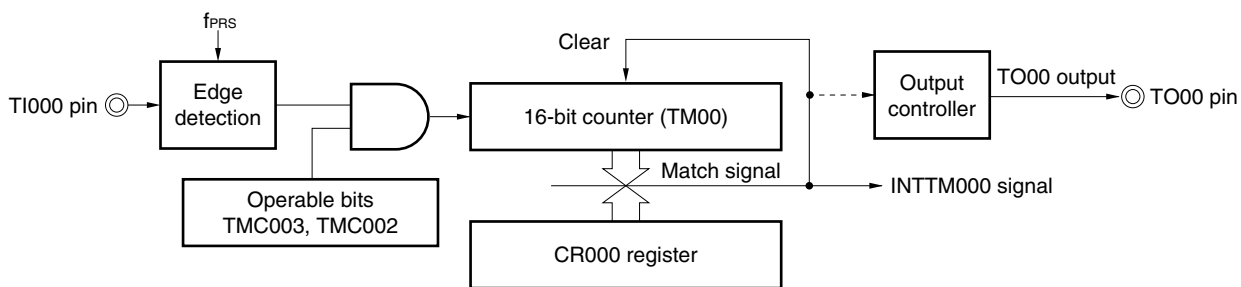 fPRS
Clear
TI000 pin
Edge
detection
16-bit counter (TM00)
Output
controller
TO00 output
TO00 pin
Match signal
INTTM000 signal
Operable bits
TMC003, TMC002
CR000 register